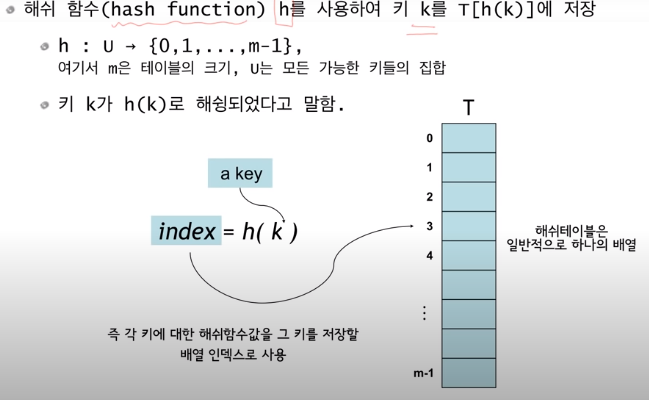 해쉬 함수(hash function) h를 사용하여 키 k를 T[h(k)]에 저장
h : U → {0,1,...,m-1},
여기서 m은 테이블의 크기, U는 모든 가능한 키들의 집합
키 k가 h(k)로 해슁되었다고 말함.
T
0
a key
1
2
index = h( k )
3
해쉬테이블은
일반적으로 하나의 배열
4
⋮
즉 각 키에 대한 해쉬함수값을 그 키를 저장할
배열 인덱스로 사용
m-1